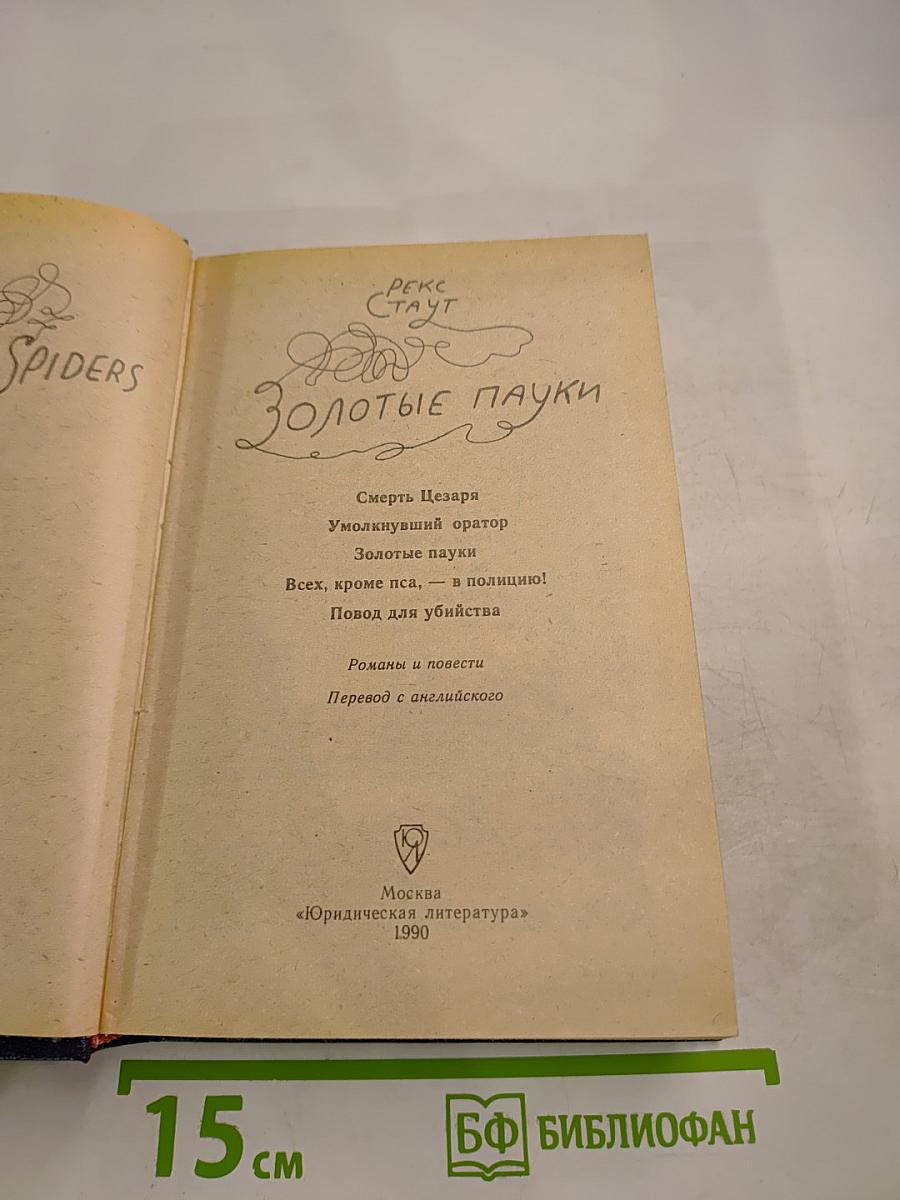 SPIDERS
РЕКС
СТАУТ
ЗОЛОТЫЕ ПАУКИ
Смерть Цезаря
Умолкнувший оратор
Золотые пауки
Всех, кроме пса, — в полицию!
Повод для убийства
Романы и повести
Перевод с английского
ЮЛ
Москва
«Юридическая литература»
1990
15 см
БФ БИБЛИОФАН